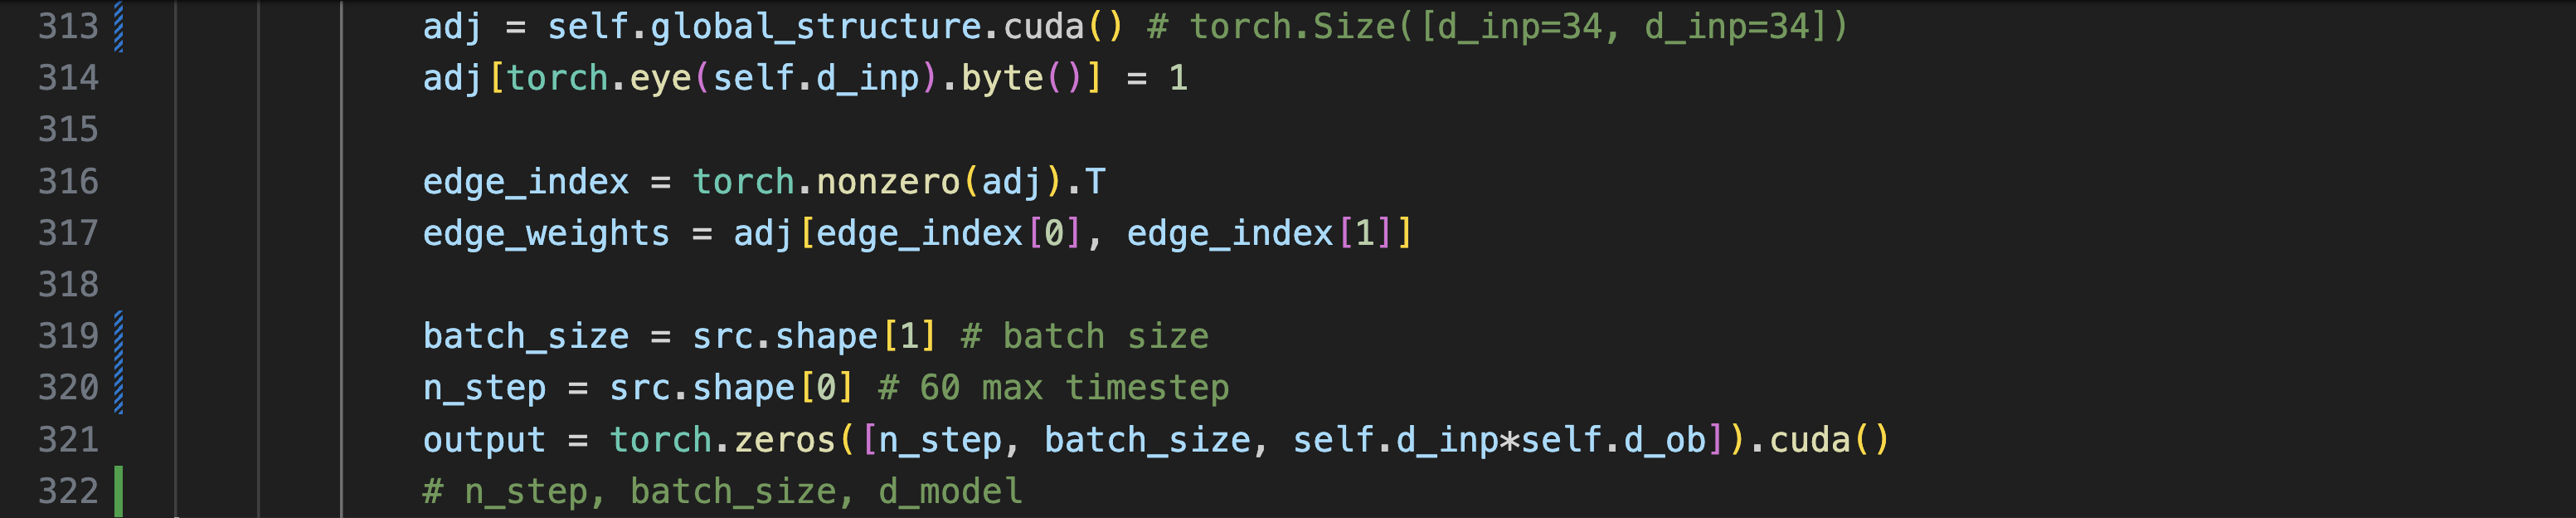 313 adj = self.global_structure.cuda() # torch.Size([d_inp=34, d_inp=34])
314 adj[torch.eye(self.d_inp).byte()] = 1
315
316 edge_index = torch.nonzero(adj).T
317 edge_weights = adj[edge_index[0], edge_index[1]]
318
319 batch_size = src.shape[1] # batch size
320 n_step = src.shape[0] # 60 max timestep
321 output = torch.zeros([n_step, batch_size, self.d_inp*self.d_ob]).cuda()
322 # n_step, batch_size, d_model